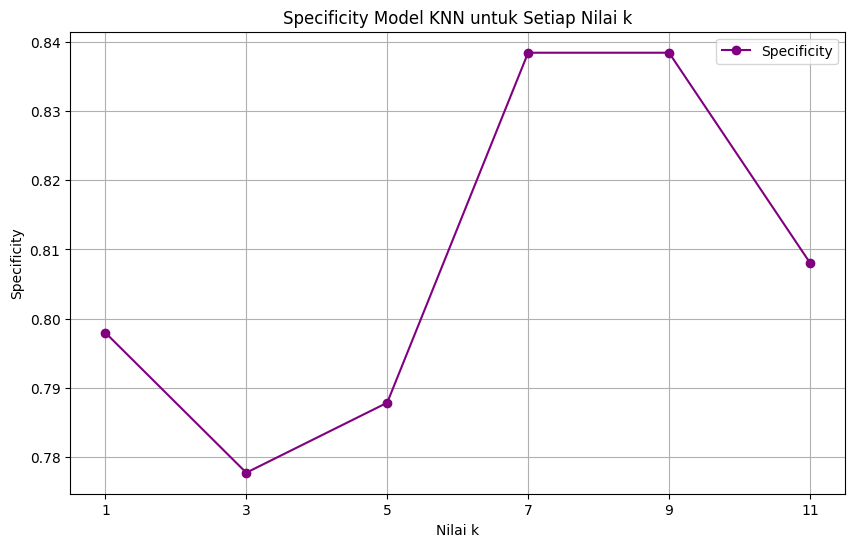 Specificity Model KNN untuk Setiap Nilai k
Specificity
0.84
0.83
0.82
0.81
0.80
0.79
0.78
Specificity
1 3 5 7 9 11
Nilai k